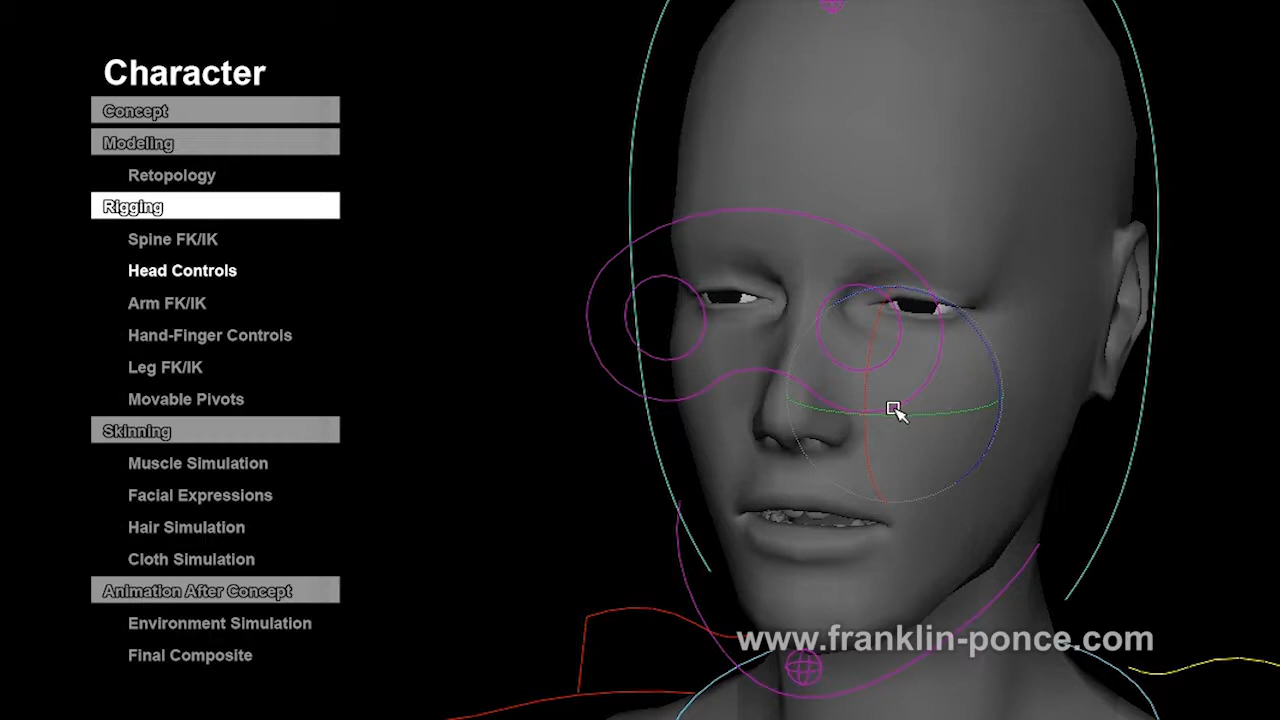 Character
Concept
Modeling
Retopology
Rigging
Spine FK/IK
Head Controls
Arm FK/IK
Hand-Finger Controls
Leg FK/IK
Movable Pivots
Skinning
Muscle Simulation
Facial Expressions
Hair Simulation
Cloth Simulation
Animation After Concept
Environment Simulation
Final Composite
www.franklin-ponce.com